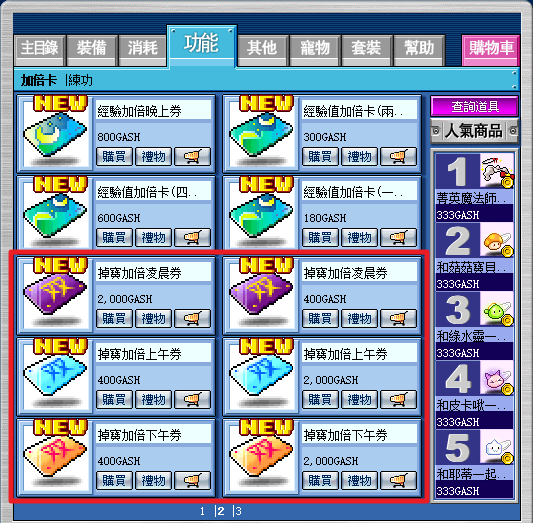 主目錄 裝備 消耗 功能 其他 寵物 套裝 幫助 購物車
加倍卡 |練功
查詢道具
人氣商品
NEW 經驗加倍晚上券
800GASH
購買 禮物
NEW 經驗值加倍卡(兩..
300GASH
購買 禮物
NEW 經驗值加倍卡(四..
600GASH
購買 禮物
NEW 經驗值加倍卡(一..
180GASH
購買 禮物
NEW 掉寶加倍凌晨券
双
2,000GASH
購買 禮物
NEW 掉寶加倍凌晨券
双
400GASH
購買 禮物
NEW 掉寶加倍上午券
双
400GASH
購買 禮物
NEW 掉寶加倍上午券
双
2,000GASH
購買 禮物
NEW 掉寶加倍下午券
双
400GASH
購買 禮物
NEW 掉寶加倍下午券
双
2,000GASH
購買 禮物
1 |2 |3
1
菁英魔法師..
333GASH
2
和菇菇寶貝..
333GASH
3
和綠水靈一..
333GASH
4
和皮卡啾一..
333GASH
5
和耶蒂一起..
333GASH